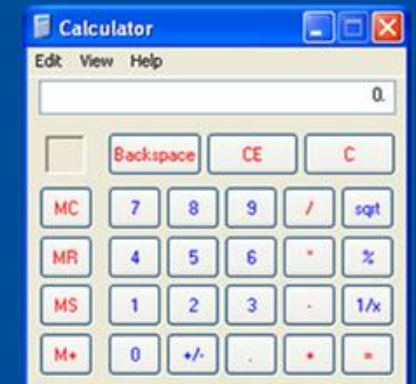 Calculator
Edit View Help
0.
Backspace CE C
MC 7 8 9 / sqrt
MR 4 5 6 * %
MS 1 2 3 - 1/x
M+ 0 +/- . + =